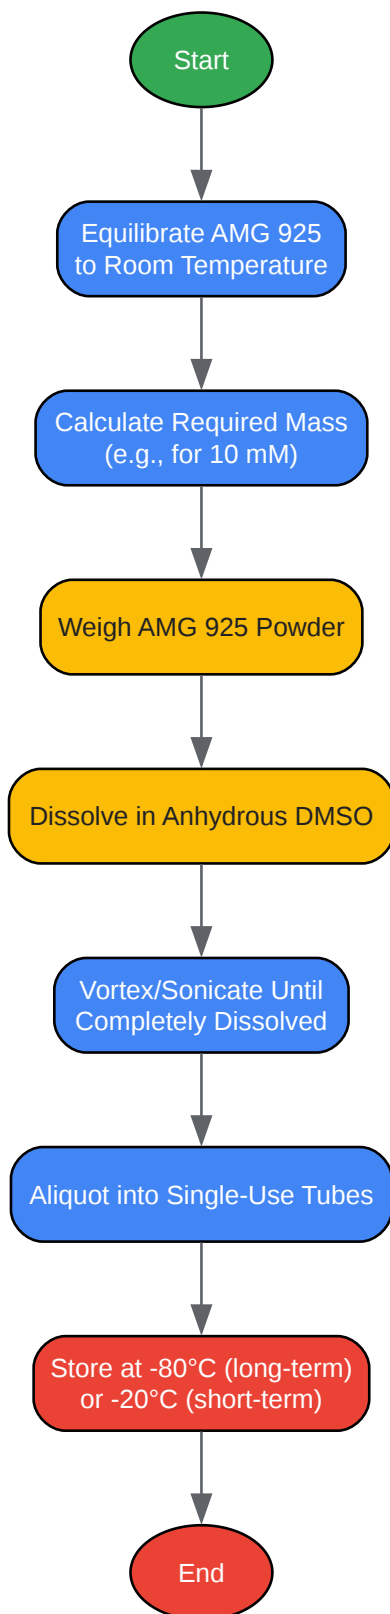 Start
Equilibrate AMG 925
to Room Temperature
Calculate Required Mass
(e.g., for 10 mM)
Weigh AMG 925 Powder
Dissolve in Anhydrous DMSO
Vortex/Sonicate Until
Completely Dissolved
Aliquot into Single-Use Tubes
Store at -80°C (long-term)
or -20°C (short-term)
End